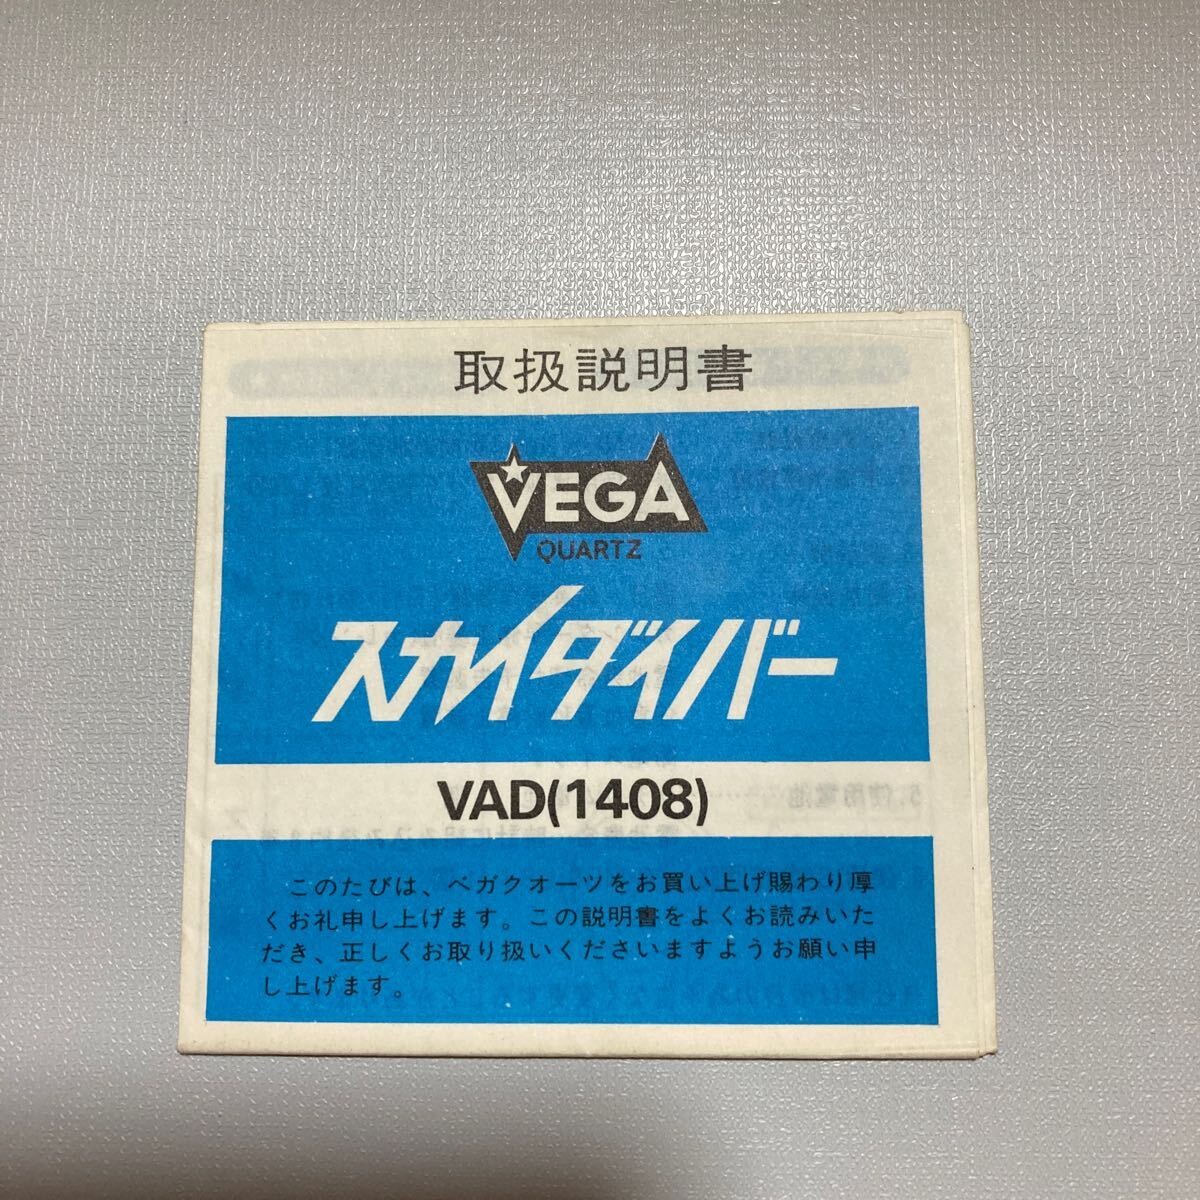 取扱説明書
VEGA
QUARTZ
スカイダイバー
VAD(1408)
このたびは、ベガクオーツをお買い上げ賜わり厚
くお礼申し上げます。この説明書をよくお読みいた
だき、正しくお取り扱いくださいますようお願い申
し上げます。